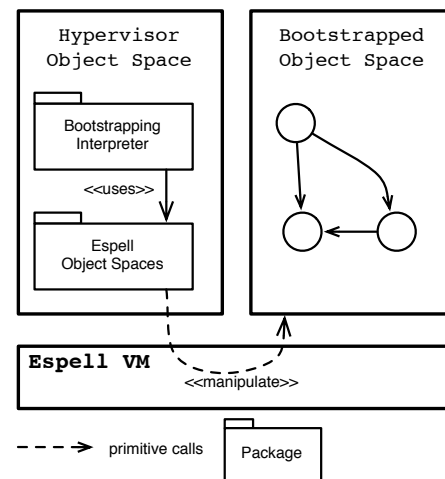 Hypervisor
Object Space
Bootstrapping
Interpreter
<<uses>>
Espell
Object Spaces
Bootstrapped
Object Space
Espell VM
<<manipulate>>
primitive calls
Package